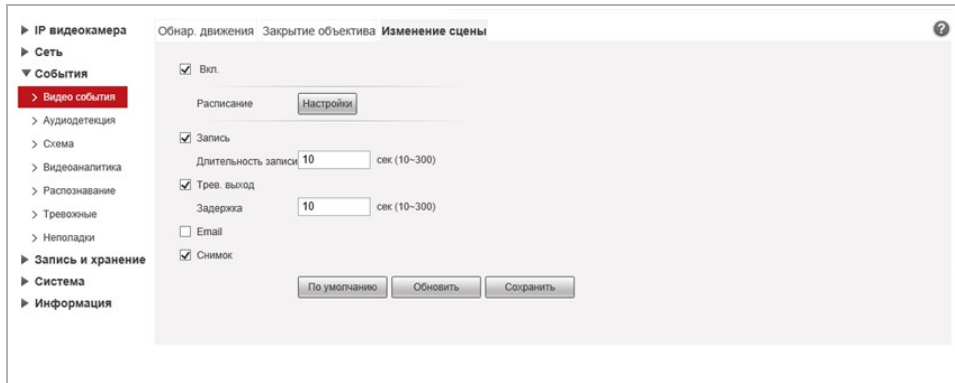 IP видеокамера
Сеть
События
Видео события
Аудиодетекция
Схема
Видеоаналитика
Распознавание
Тревожные
Неполадки
Запись и хранение
Система
Информация
Обнар. движения Закрытие объектива Изменение сцены
?
Вкл.
Расписание Настройки
Запись
Длительность записи 10 сек (10~300)
Трев. выход
Задержка 10 сек (10~300)
Email
Снимок
По умолчанию Обновить Сохранить